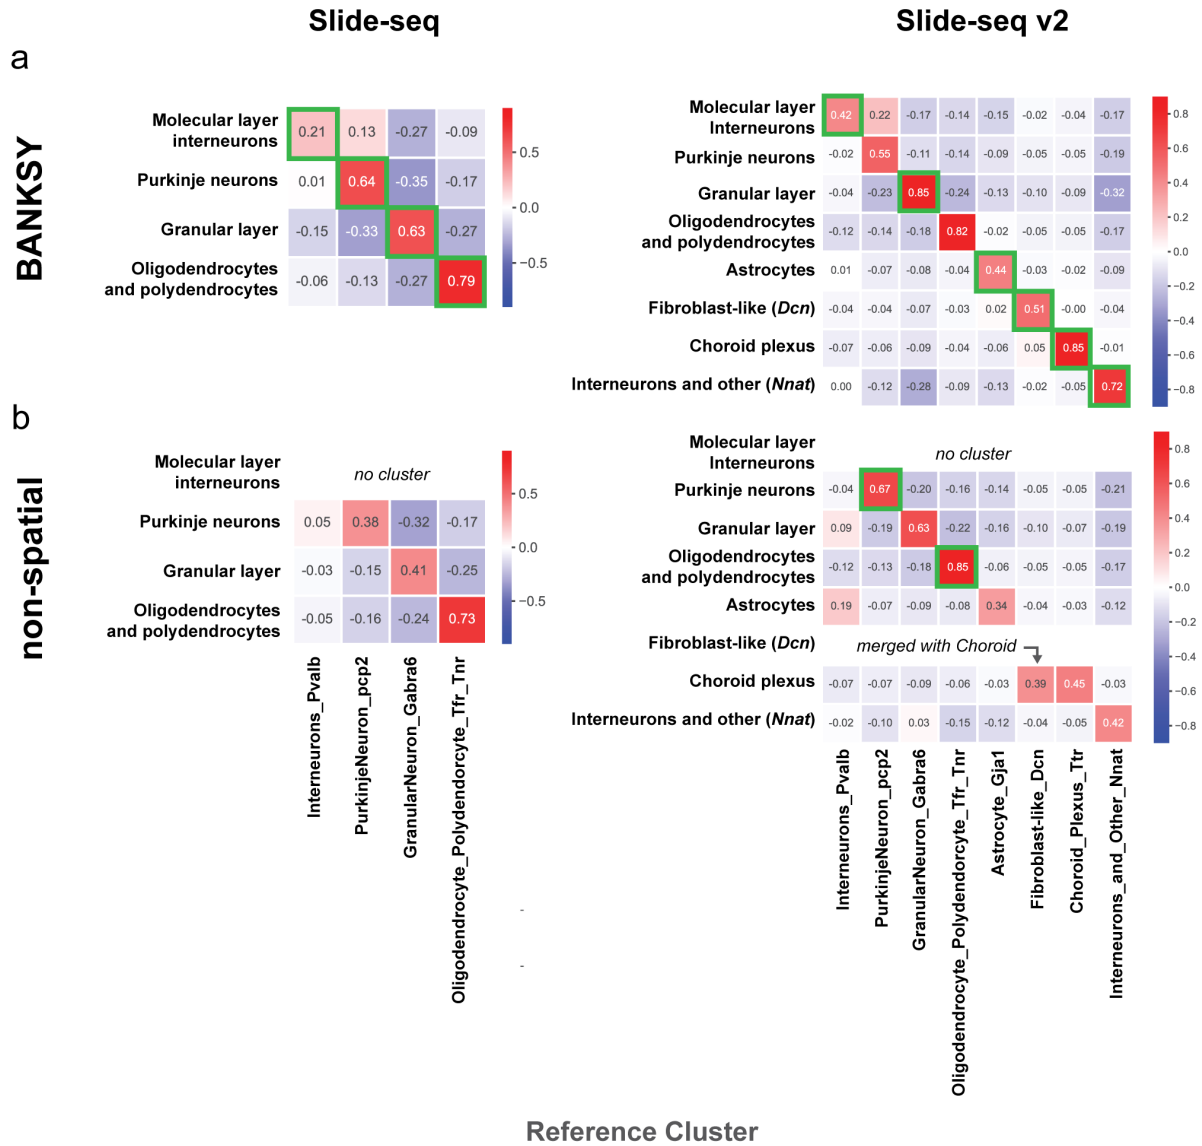 Slide-seq
Slide-seq v2
a
BANKSY
Molecular layer
interneurons
0.21 0.13 -0.27 -0.09
Purkinje neurons
0.01 0.64 -0.35 -0.17
Granular layer
-0.15 -0.33 0.63 -0.27
Oligodendrocytes
and polydendrocytes
-0.06 -0.13 -0.27 0.79
0.5
0.0
−0.5
Molecular layer
Interneurons
0.42 0.22 -0.17 -0.14 -0.15 -0.02 -0.04 -0.17
Purkinje neurons
-0.02 0.55 -0.11 -0.14 -0.09 -0.05 -0.05 -0.19
Granular layer
-0.04 -0.23 0.85 -0.24 -0.13 -0.10 -0.09 -0.32
Oligodendrocytes
and polydendrocytes
-0.12 -0.14 -0.18 0.82 -0.02 -0.05 -0.05 -0.17
Astrocytes
0.01 -0.07 -0.08 -0.04 0.44 -0.03 -0.02 -0.09
Fibroblast-like (Dcn)
-0.04 -0.04 -0.07 -0.03 0.02 0.51 -0.00 -0.04
Choroid plexus
-0.07 -0.06 -0.09 -0.04 -0.06 0.05 0.85 -0.01
Interneurons and other (Nnat)
0.00 -0.12 -0.28 -0.09 -0.13 -0.02 -0.05 0.72
0.8
0.6
0.4
0.2
0.0
−0.2
−0.4
−0.6
−0.8
b
non-spatial
Molecular layer
interneurons
no cluster
Purkinje neurons
0.05 0.38 -0.32 -0.17
Granular layer
-0.03 -0.15 0.41 -0.25
Oligodendrocytes
and polydendrocytes
-0.05 -0.16 -0.24 0.73
0.5
0.0
−0.5
Interneurons_Pvalb
PurkinjeNeuron_pcp2
GranularNeuron_Gabra6
Oligodendrocyte_Polydendorcyte_Tfr_Tnr
Molecular layer
Interneurons
no cluster
Purkinje neurons
-0.04 0.67 -0.20 -0.16 -0.14 -0.05 -0.05 -0.21
Granular layer
0.09 -0.19 0.63 -0.22 -0.16 -0.10 -0.07 -0.19
Oligodendrocytes
and polydendrocytes
-0.12 -0.13 -0.18 0.85 -0.06 -0.05 -0.05 -0.17
Astrocytes
0.19 -0.07 -0.09 -0.08 0.34 -0.04 -0.03 -0.12
Fibroblast-like (Dcn)
merged with Choroid
Choroid plexus
-0.07 -0.07 -0.09 -0.06 -0.03 0.39 0.45 -0.03
Interneurons and other (Nnat)
-0.02 -0.10 0.03 -0.15 -0.12 -0.04 -0.05 0.42
0.8
0.6
0.4
0.2
0.0
−0.2
−0.4
−0.6
−0.8
Interneurons_Pvalb
PurkinjeNeuron_pcp2
GranularNeuron_Gabra6
Oligodendrocyte_Polydendorcyte_Tfr_Tnr
Astrocyte_Gja1
Fibroblast-like_Dcn
Choroid_Plexus_Ttr
Interneurons_and_Other_Nnat
-
-
Reference Cluster